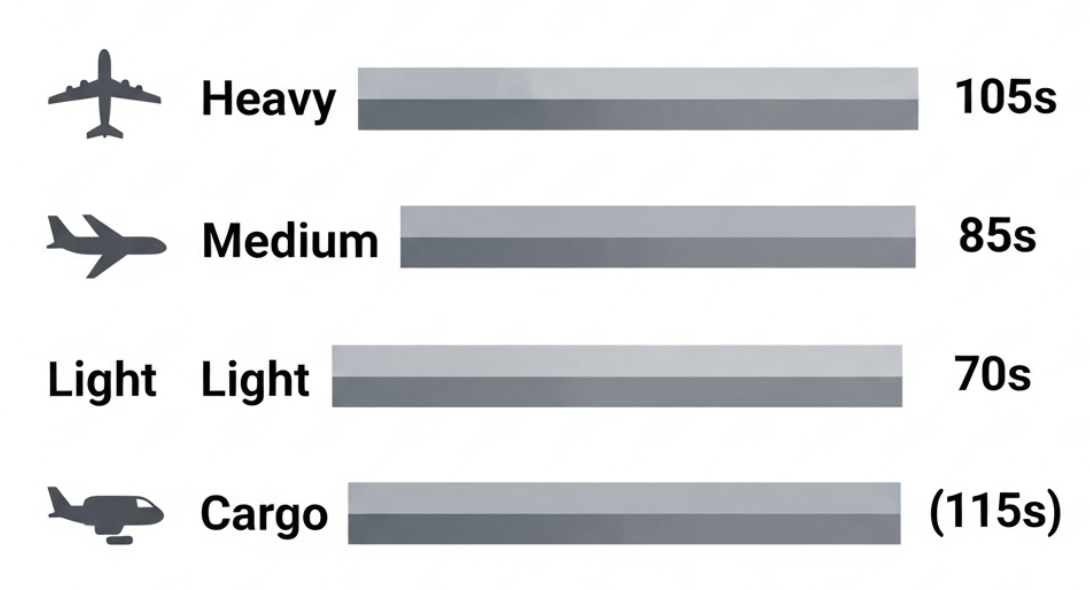 Heavy 105s
Medium 85s
Light Light 70s
Cargo (115s)